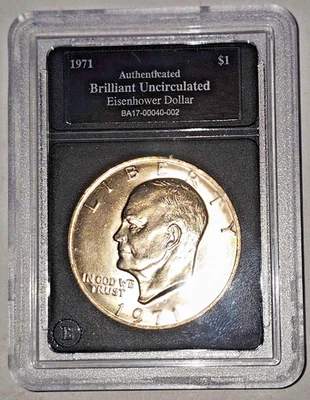 1971 $1
Authenticated
Brilliant Uncirculated
Eisenhower Dollar
BA17-00040-002
LIBERTY
IN GOD WE
TRUST
1971